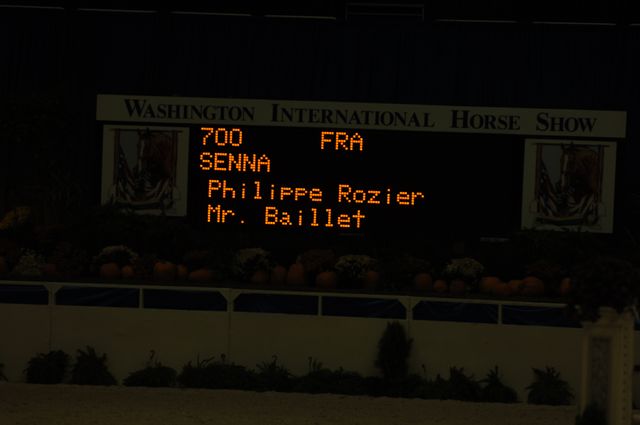 WASHINGTON INTERNATIONAL HORSE SHOW
700 FRA
SENNA
Philippe Rozier
Mr. Baillet